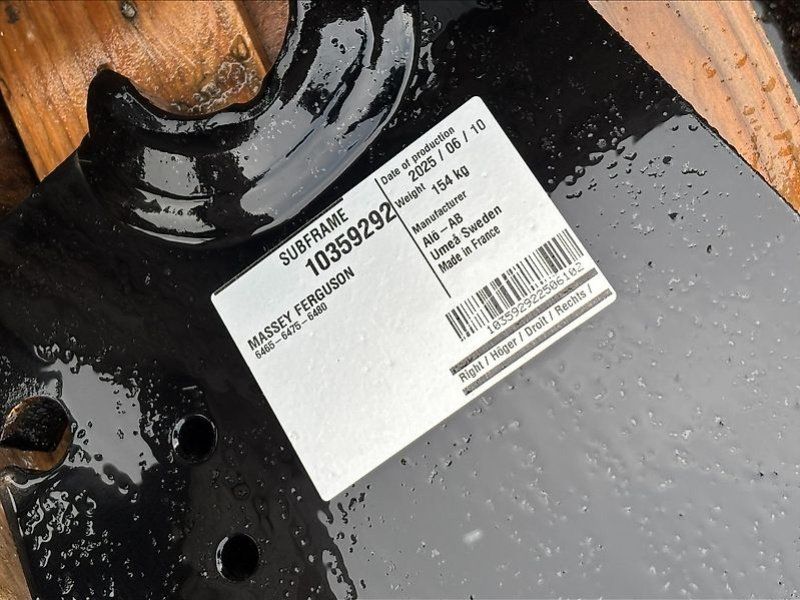 SUBFRAME
10359292
MASSEY FERGUSON
6465-6475-6480
Date of production
2025 / 06 / 10
Weight 154 kg
Manufacturer
Alö - AB
Umeå Sweden
Made in France
103592922506102
Right / Höger / Droit / Rechts /